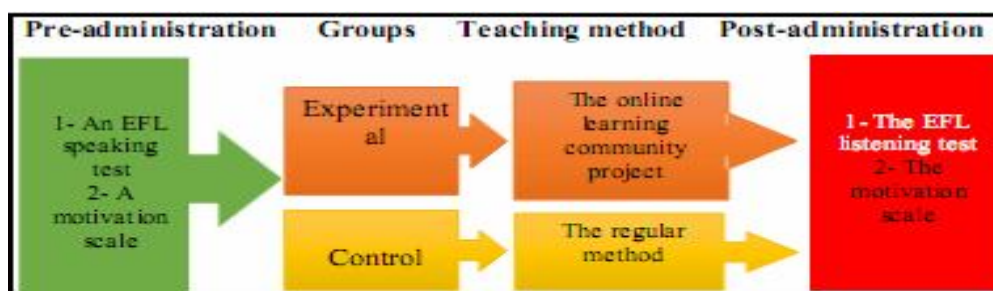 Pre-administration Groups Teaching method Post-administration
1- An EFL
speaking
test
2- A
motivation
scale
Experiment
al
The online
learning
community
project
1- The EFL
listening test
2- The
motivation
scale
Control
The regular
method